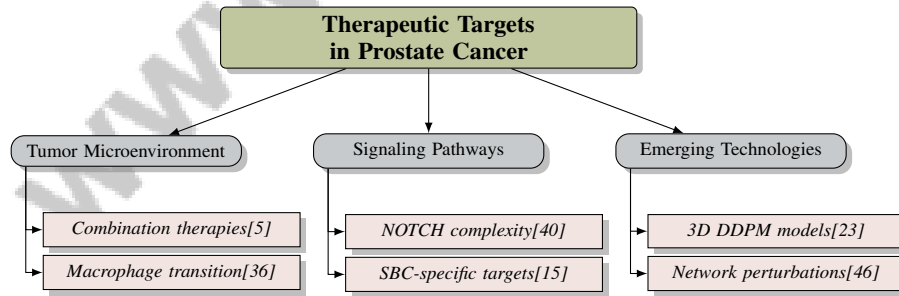 Therapeutic Targets
in Prostate Cancer
Tumor Microenvironment
Signaling Pathways
Emerging Technologies
Combination therapies[5]
NOTCH complexity[40]
3D DDPM models[23]
Macrophage transition[36]
SBC-specific targets[15]
Network perturbations[46]
www